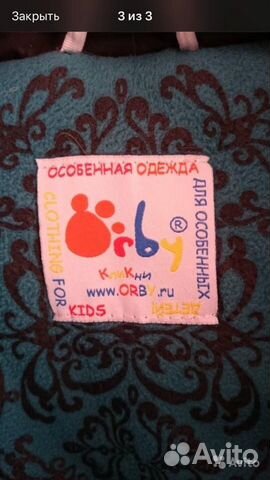 Закрыть
3 из 3
ОСОБЕННАЯ ОДЕЖДА
ДЛЯ ОСОБЕННЫХ
ДЕТЕЙ
CLOTHING FOR
KIDS
Orby®
www.ORBY.ru
Avito